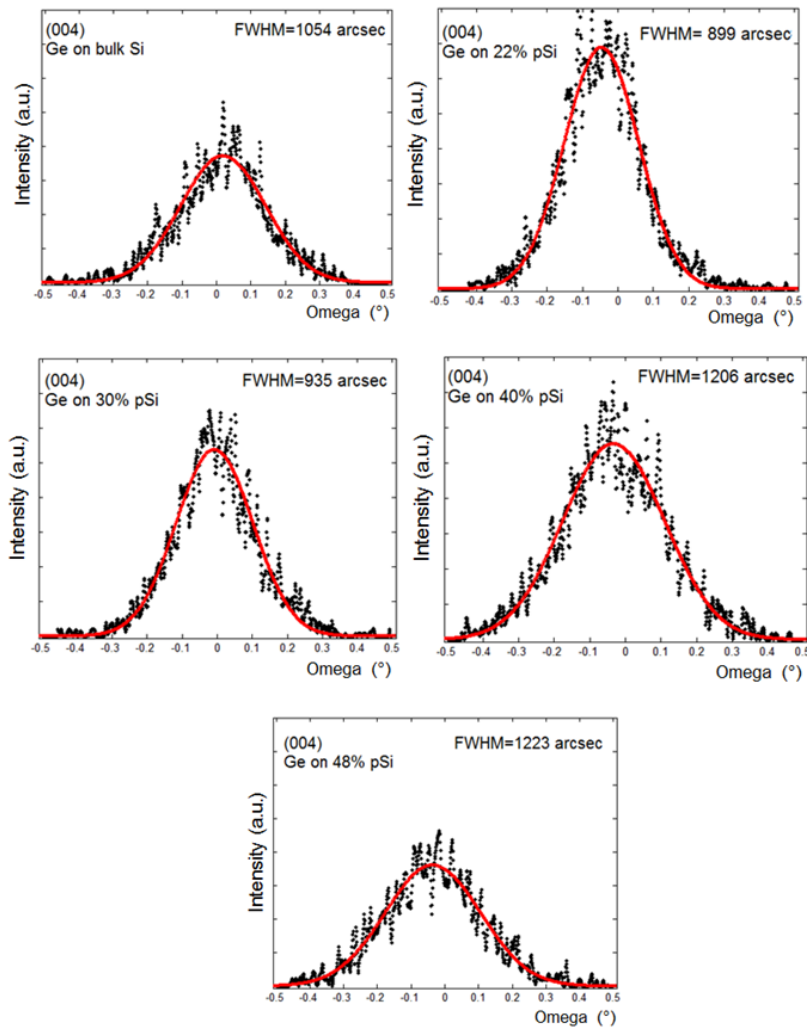 (004) FWHM=1054 arcsec
Ge on bulk Si
Intensity (a.u.)
-0.5 -0.4 -0.3 -0.2 -0.1 0 0.1 0.2 0.3 0.4 0.5
Omega (°)
(004) FWHM= 899 arcsec
Ge on 22% pSi
Intensity (a.u.)
-0.5 -0.4 -0.3 -0.2 -0.1 0 0.1 0.2 0.3 0.4 0.5
Omega (°)
(004) FWHM=935 arcsec
Ge on 30% pSi
Intensity (a.u.)
-0.5 -0.4 -0.3 -0.2 -0.1 0 0.1 0.2 0.3 0.4 0.5
Omega (°)
(004) FWHM=1206 arcsec
Ge on 40% pSi
Intensity (a.u.)
-0.5 -0.4 -0.3 -0.2 -0.1 0 0.1 0.2 0.3 0.4 0.5
Omega (°)
(004) FWHM=1223 arcsec
Ge on 48% pSi
Intensity (a.u.)
-0.5 -0.4 -0.3 -0.2 -0.1 0 0.1 0.2 0.3 0.4 0.5
Omega (°)